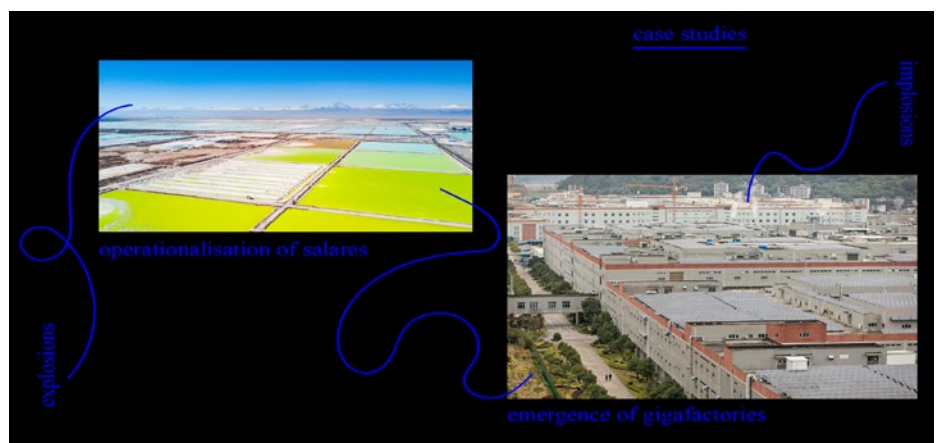 case studies
implosions
operationalisation of salares
explosions
emergence of gigafactories